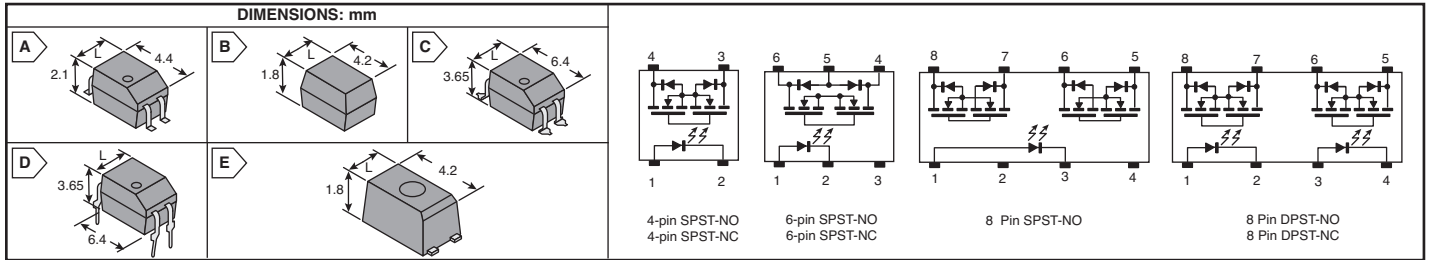 DIMENSIONS: mm
A
L
4.4
2.1
B
L
4.2
1.8
C
L
6.4
3.65
D
L
3.65
6.4
E
L
4.2
1.8
4 3
1 2
4-pin SPST-NO
4-pin SPST-NC
6 5 4
1 2 3
6-pin SPST-NO
6-pin SPST-NC
8 7 6 5
1 2 3 4
8 Pin SPST-NO
8 7 6 5
1 2 3 4
8 Pin DPST-NO
8 Pin DPST-NC